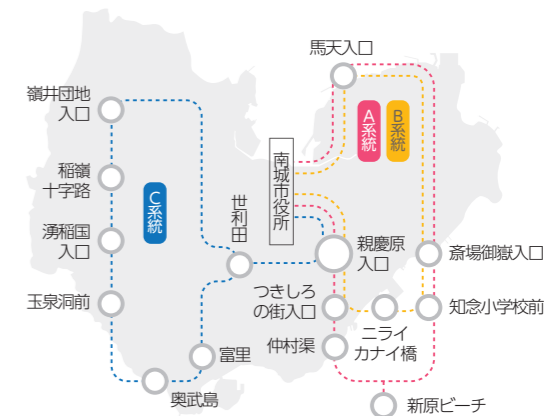 馬天入口
嶺井団地
入口
A系統
B系統
稲嶺
十字路
南城市役所
C系統
世利田
湧稲国
入口
親慶原
入口
斎場御嶽入口
玉泉洞前
つきしろ
の街入口
知念小学校前
ニライ
カナイ橋
仲村渠
富里
奥武島
新原ビーチ